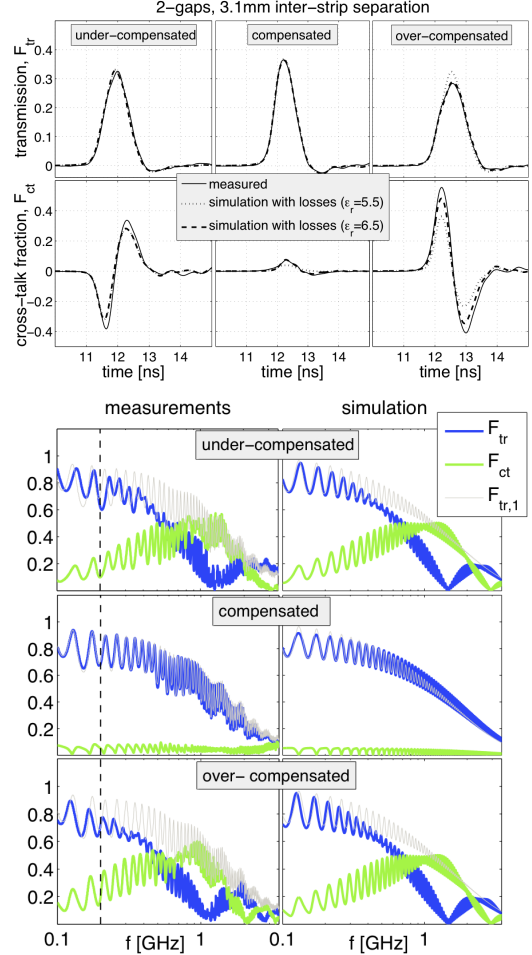 2-gaps, 3.1mm inter-strip separation
under-compensated
compensated
over-compensated
transmission, F_tr
0.4
0.3
0.2
0.1
0
measured
simulation with losses (ε_r=5.5)
simulation with losses (ε_r=6.5)
cross-talk fraction, F_ct
0.4
0.2
0
-0.2
-0.4
11 12 13 14
11 12 13 14
11 12 13 14
time [ns]
time [ns]
time [ns]
measurements
simulation
F_tr
F_ct
F_tr,1
under-compensated
1
0.8
0.6
0.4
0.2
compensated
1
0.8
0.6
0.4
0.2
over- compensated
1
0.8
0.6
0.4
0.2
0.1 f [GHz] 1
0.1 f [GHz] 1